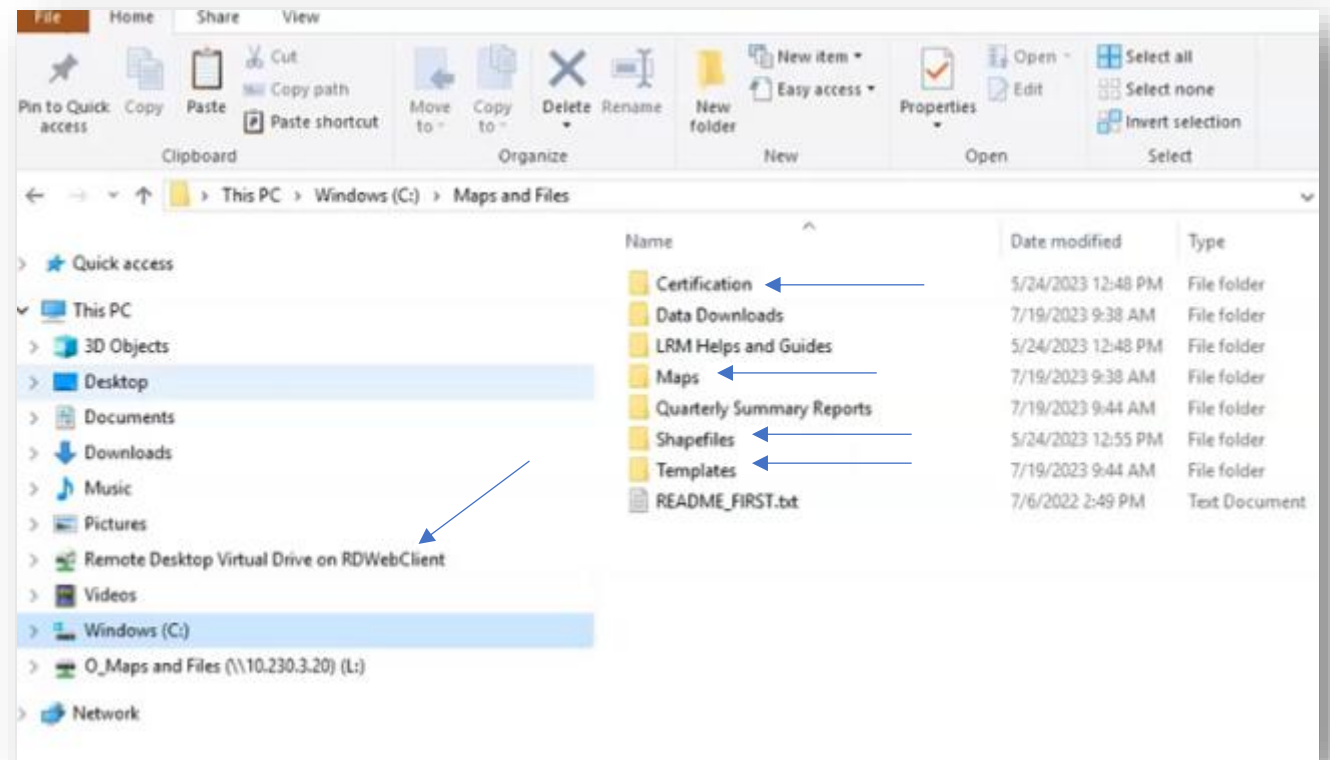 File Home Share View
Pin to Quick access
Copy
Paste
Cut
Copy path
Paste shortcut
Clipboard
Move to
Copy to
Delete
Rename
Organize
New folder
New item
Easy access
New
Properties
Open
Edit
Open
Select all
Select none
Invert selection
Select
This PC > Windows (C:) > Maps and Files
Quick access
This PC
3D Objects
Desktop
Documents
Downloads
Music
Pictures
Remote Desktop Virtual Drive on RDWebClient
Videos
Windows (C:)
O_Maps and Files (\\10.230.3.20) (L:)
Network
Name Date modified Type
Certification 5/24/2023 12:48 PM File folder
Data Downloads 7/19/2023 9:38 AM File folder
LRM Helps and Guides 5/24/2023 12:48 PM File folder
Maps 7/19/2023 9:38 AM File folder
Quarterly Summary Reports 7/19/2023 9:44 AM File folder
Shapefiles 5/24/2023 12:55 PM File folder
Templates 7/19/2023 9:44 AM File folder
README_FIRST.txt 7/6/2022 2:49 PM Text Document